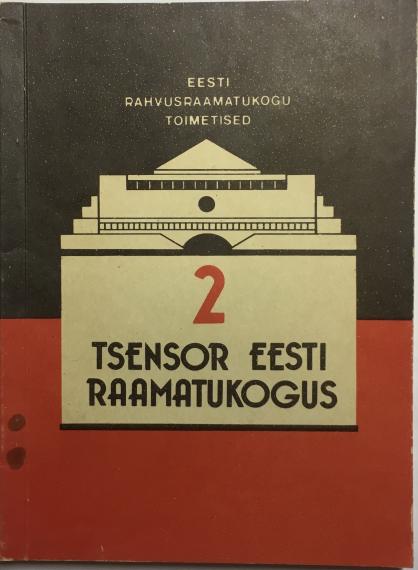 EESTI
RAHVUSRAAMATUKOGU
TOIMETISED
2
TSENSOR EESTI
RAAMATUKOGUS